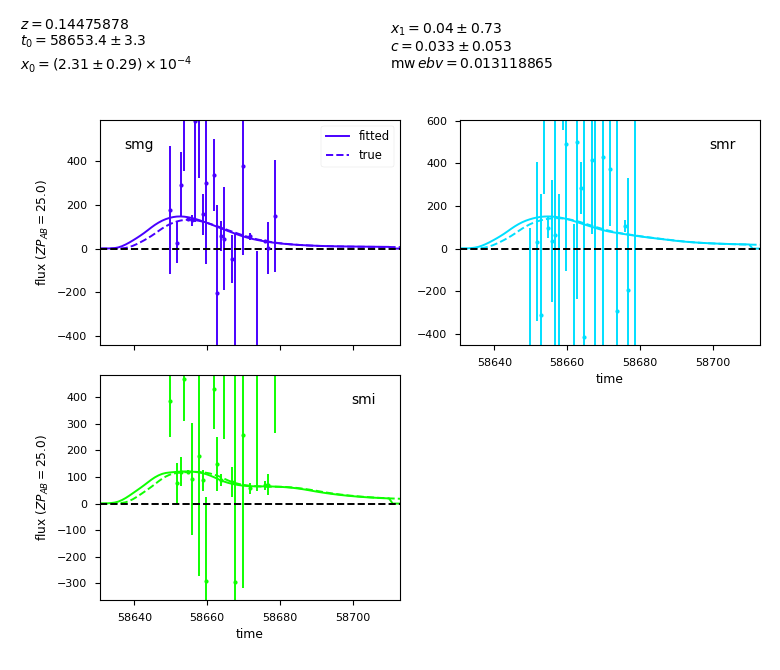 z = 0.14475878
t₀ = 58653.4 ± 3.3
x₀ = (2.31 ± 0.29) × 10⁻⁴
x₁ = 0.04 ± 0.73
c = 0.033 ± 0.053
mw ebv = 0.013118865
smg
fitted
true
400
200
0
−200
−400
flux (ZP_AB = 25.0)
smr
600
400
200
0
−200
−400
58640 58660 58680 58700
time
smi
400
300
200
100
0
−100
−200
−300
flux (ZP_AB = 25.0)
58640 58660 58680 58700
time